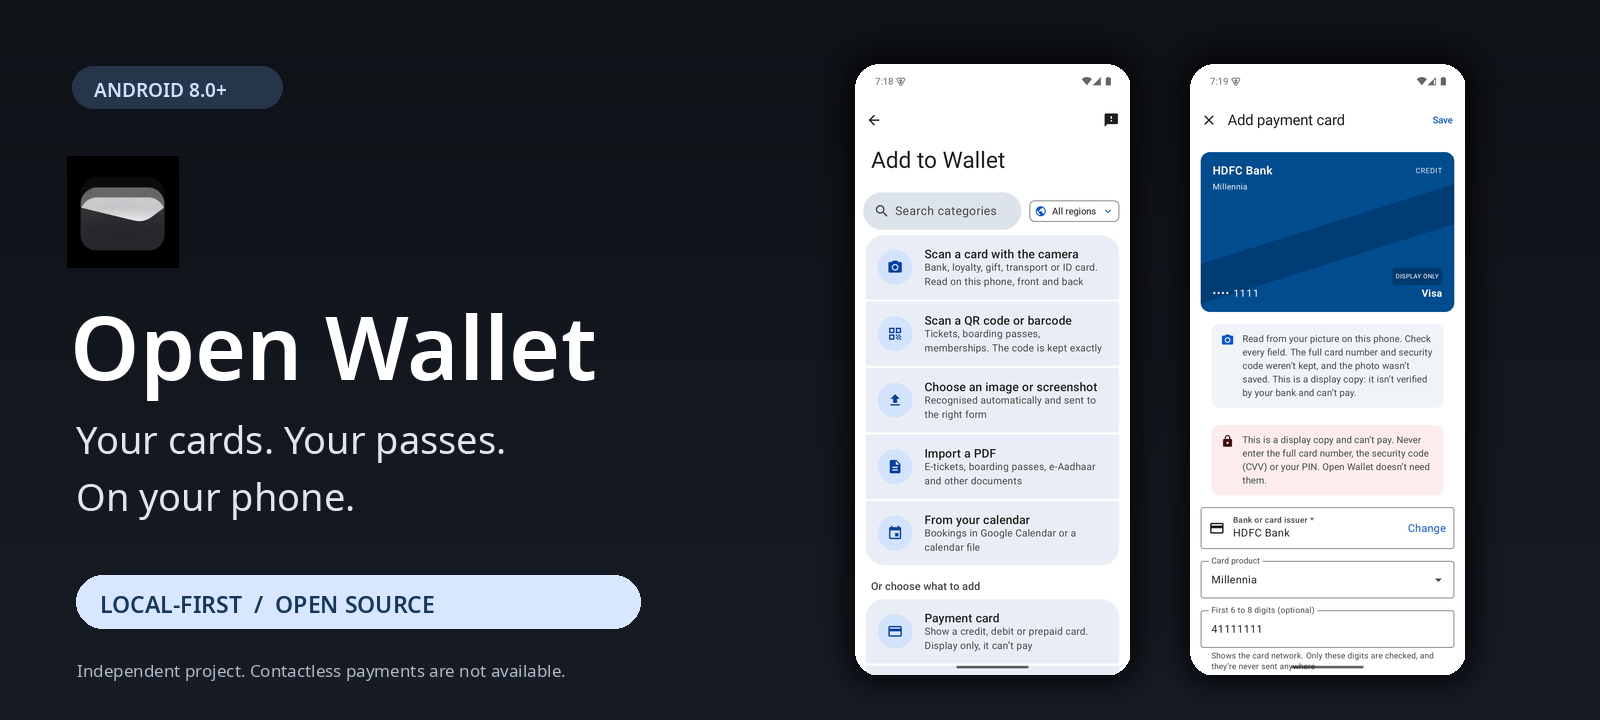 ANDROID 8.0+
Open Wallet
Your cards. Your passes.
On your phone.
LOCAL-FIRST / OPEN SOURCE
Independent project. Contactless payments are not available.
7:18
Add to Wallet
Search categories
All regions
Scan a card with the camera
Bank, loyalty, gift, transport or ID card.
Read on this phone, front and back
Scan a QR code or barcode
Tickets, boarding passes,
memberships. The code is kept exactly
Choose an image or screenshot
Recognised automatically and sent to
the right form
Import a PDF
E-tickets, boarding passes, e-Aadhaar
and other documents
From your calendar
Bookings in Google Calendar or a
calendar file
Or choose what to add
Payment card
Show a credit, debit or prepaid card.
Display only, it can't pay
7:19
Add payment card
Save
HDFC Bank
CREDIT
Millennia
DISPLAY ONLY
•••• 1111
Visa
Read from your picture on this phone. Check
every field. The full card number and security
code weren't kept, and the photo wasn't
saved. This is a display copy: it isn't verified
by your bank and can't pay.
This is a display copy and can't pay. Never
enter the full card number, the security code
(CVV) or your PIN. Open Wallet doesn't need
them.
Bank or card issuer *
HDFC Bank
Change
Card product
Millennia
First 6 to 8 digits (optional)
41111111
Shows the card network. Only these digits are checked, and
they're never sent anywhere